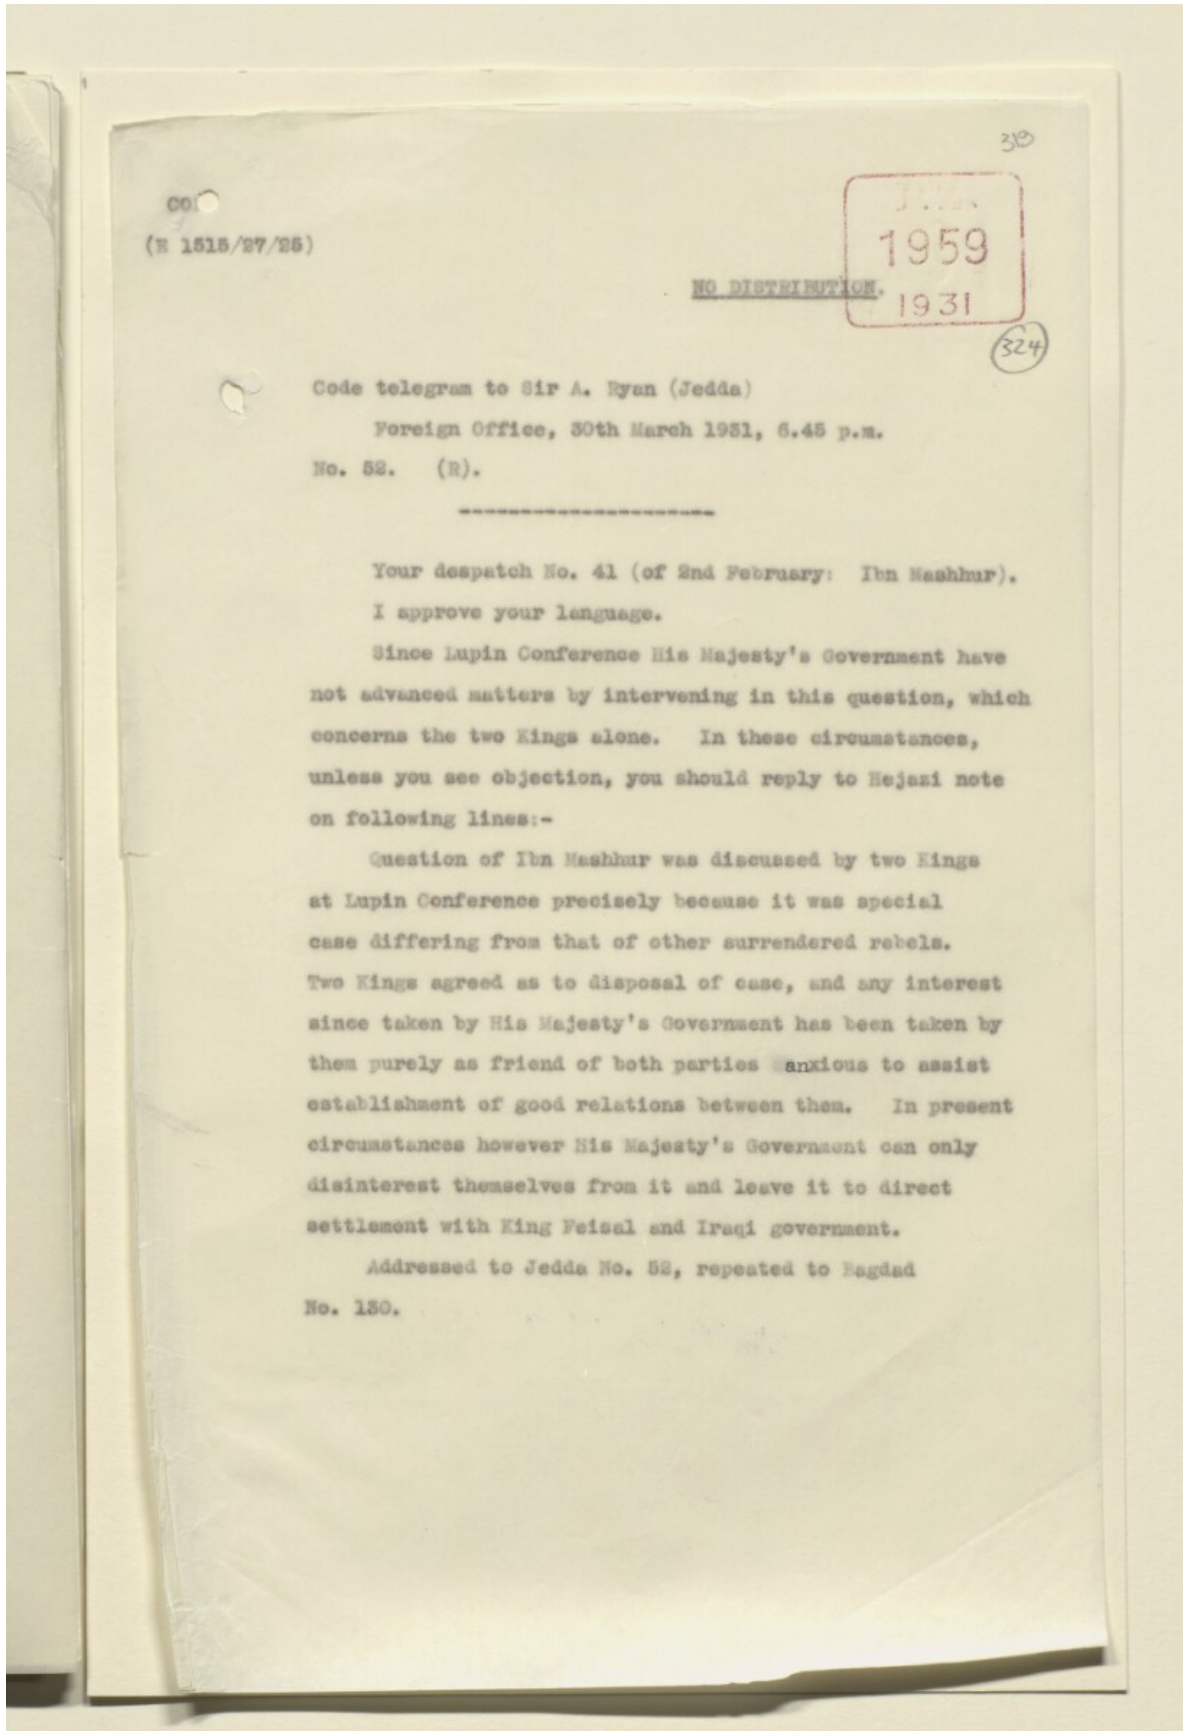 319
(E 1515/27/25)
1959
NO DISTRIBUTION.
1931
324
Code telegram to Sir A. Ryan (Jedda)
Foreign Office, 30th March 1931, 6.45 p.m.
No. 52. (R).
--------------------
Your despatch No. 41 (of 2nd February: Ibn Mashhur).
I approve your language.
Since Lupin Conference His Majesty's Government have
not advanced matters by intervening in this question, which
concerns the two Kings alone. In these circumstances,
unless you see objection, you should reply to Hejazi note
on following lines:-
Question of Ibn Mashhur was discussed by two Kings
at Lupin Conference precisely because it was special
case differing from that of other surrendered rebels.
Two Kings agreed as to disposal of case, and any interest
since taken by His Majesty's Government has been taken by
them purely as friend of both parties anxious to assist
establishment of good relations between them. In present
circumstances however His Majesty's Government can only
disinterest themselves from it and leave it to direct
settlement with King Feisal and Iraqi government.
Addressed to Jedda No. 52, repeated to Bagdad
No. 130.